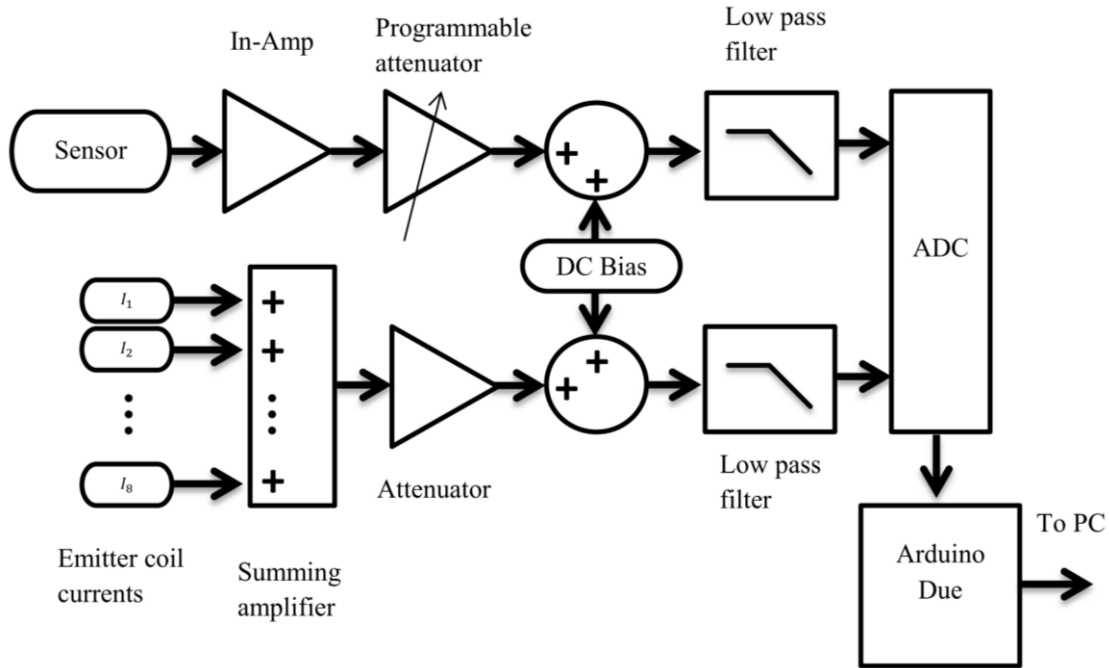 In-Amp
Programmable
attenuator
Low pass
filter
Sensor
+
+
ADC
DC Bias
I₁
+
I₂
+
+
+
I₈
+
Attenuator
Low pass
filter
Emitter coil
currents
Summing
amplifier
Arduino
Due
To PC